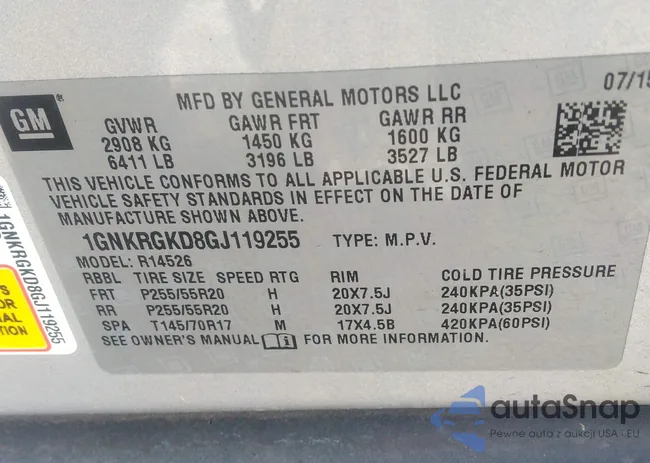 07/15
MFD BY GENERAL MOTORS LLC
GM
GVWR GAWR FRT GAWR RR
2908 KG 1450 KG 1600 KG
6411 LB 3196 LB 3527 LB
THIS VEHICLE CONFORMS TO ALL APPLICABLE U.S. FEDERAL MOTOR
VEHICLE SAFETY STANDARDS IN EFFECT ON THE DATE OF
MANUFACTURE SHOWN ABOVE.
1GNKRGKD8GJ119255 TYPE: M.P.V.
MODEL: R14526
RBBL TIRE SIZE SPEED RTG RIM COLD TIRE PRESSURE
FRT P255/55R20 H 20X7.5J 240KPA(35PSI)
RR P255/55R20 H 20X7.5J 240KPA(35PSI)
SPA T145/70R17 M 17X4.5B 420KPA(60PSI)
SEE OWNER'S MANUAL FOR MORE INFORMATION.
1GNKRGKD8GJ119255
FOR
NAL
TION
autaSnap
Pewne auta z aukcji USA - EU